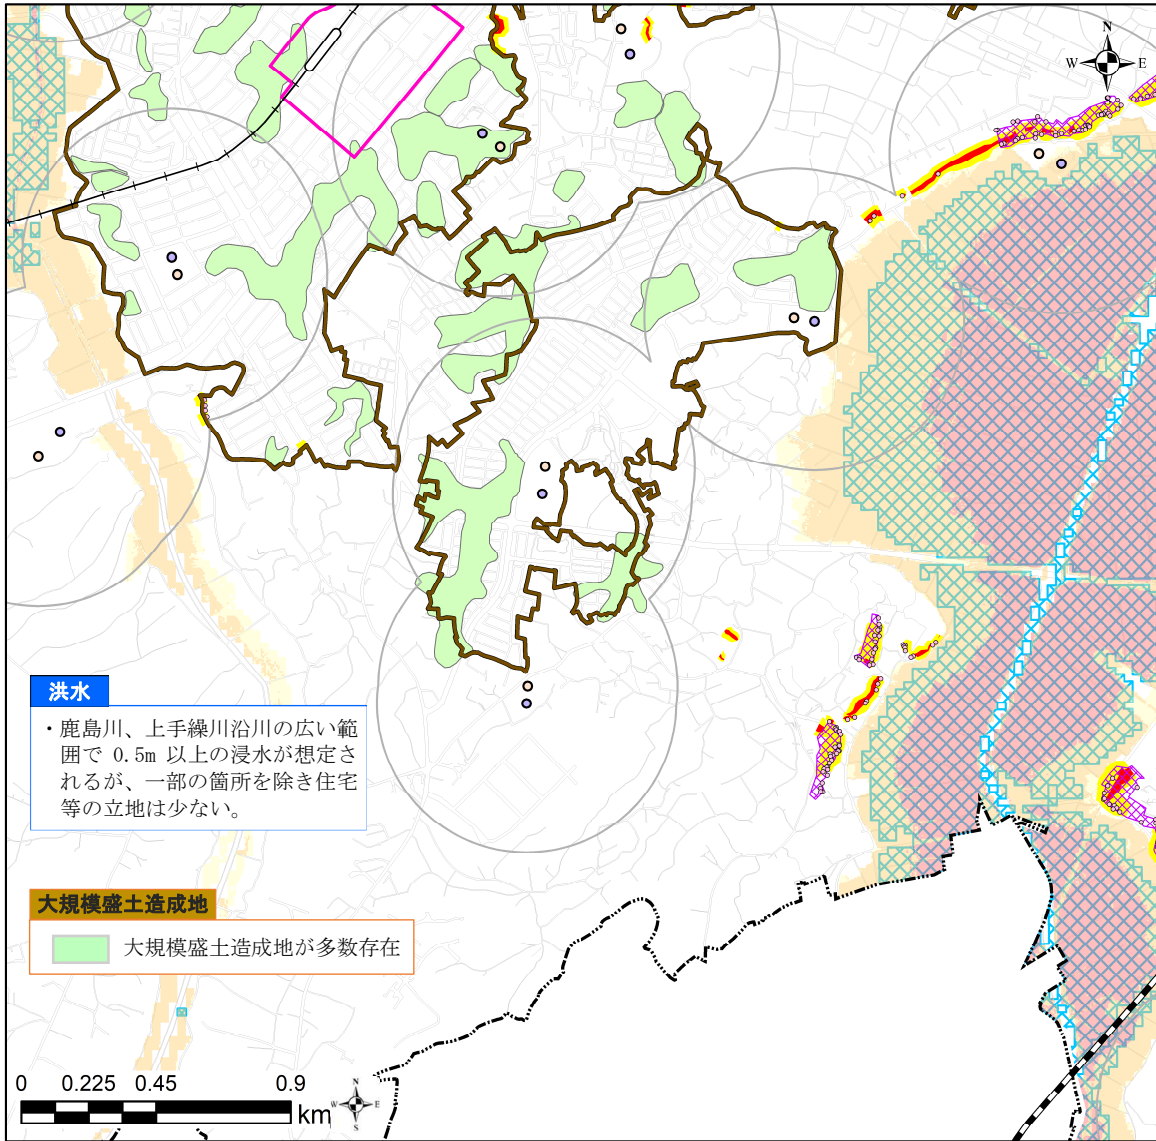 N
W E
S
洪水
・鹿島川、上手繰川沿川の広い範
囲で 0.5m 以上の浸水が想定さ
れるが、一部の箇所を除き住宅
等の立地は少ない。
大規模盛土造成地
大規模盛土造成地が多数存在
0 0.225 0.45 0.9
km
N
W E
S